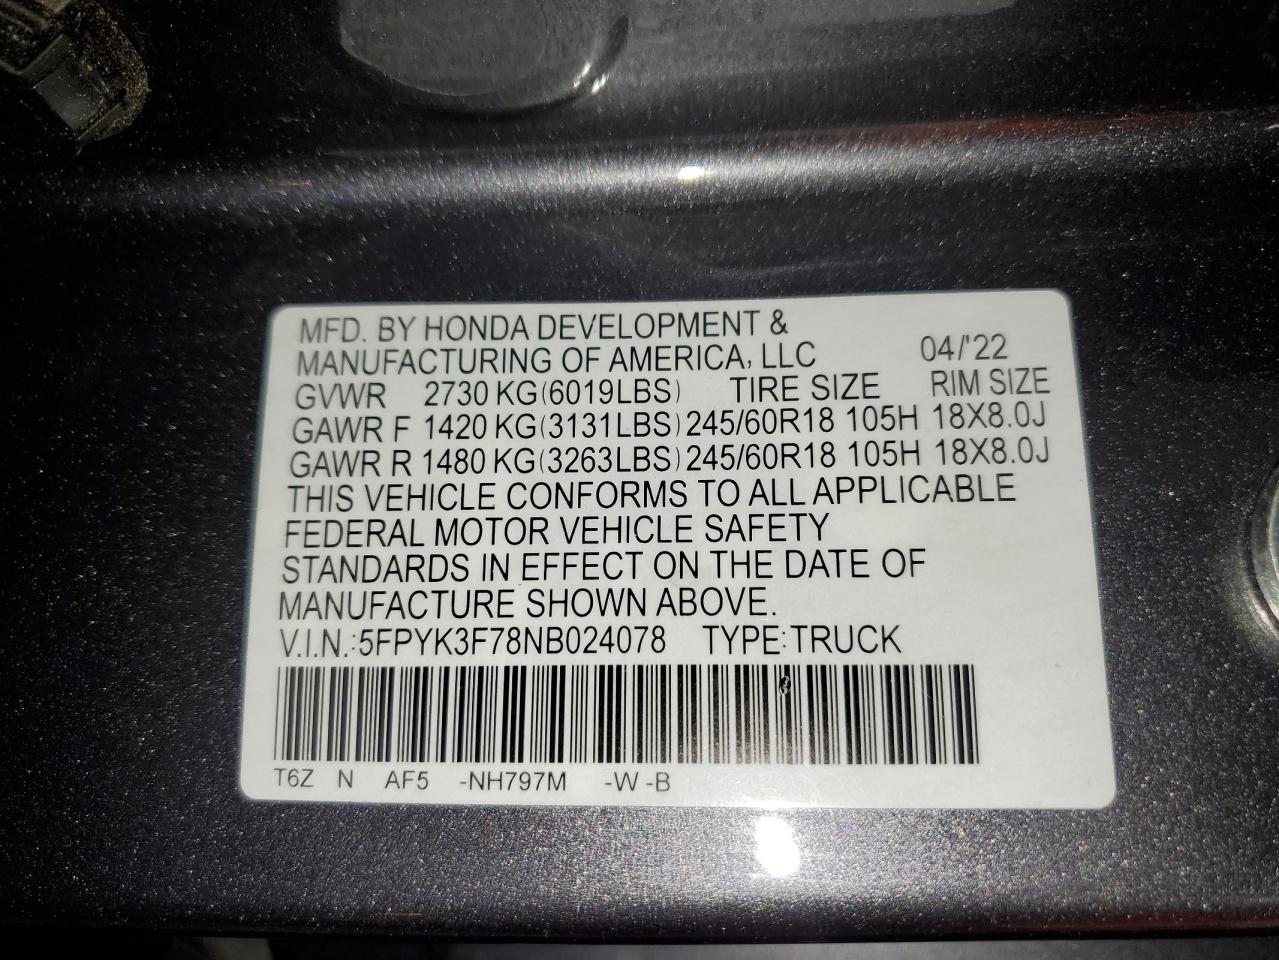 MFD. BY HONDA DEVELOPMENT &
MANUFACTURING OF AMERICA, LLC 04/'22
GVWR 2730 KG(6019LBS) TIRE SIZE RIM SIZE
GAWR F 1420 KG(3131LBS) 245/60R18 105H 18X8.0J
GAWR R 1480 KG(3263LBS) 245/60R18 105H 18X8.0J
THIS VEHICLE CONFORMS TO ALL APPLICABLE
FEDERAL MOTOR VEHICLE SAFETY
STANDARDS IN EFFECT ON THE DATE OF
MANUFACTURE SHOWN ABOVE.
V.I.N.:5FPYK3F78NB024078 TYPE:TRUCK
T6Z N AF5 -NH797M -W -B